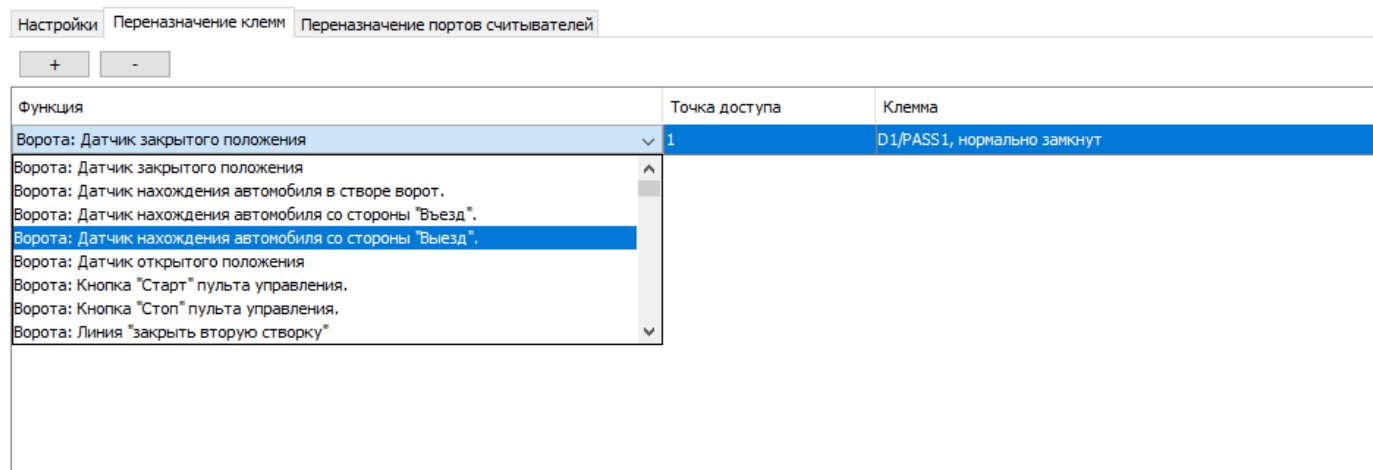 Настройки Переназначение клемм Переназначение портов считывателей
+ -
Функция Точка доступа Клемма
Ворота: Датчик закрытого положения 1 D1/PASS1, нормально замкнут
Ворота: Датчик закрытого положения
Ворота: Датчик нахождения автомобиля в створе ворот.
Ворота: Датчик нахождения автомобиля со стороны "Въезд".
Ворота: Датчик нахождения автомобиля со стороны "Выезд".
Ворота: Датчик открытого положения
Ворота: Кнопка "Старт" пульта управления.
Ворота: Кнопка "Стоп" пульта управления.
Ворота: Линия "закрыть вторую створку"